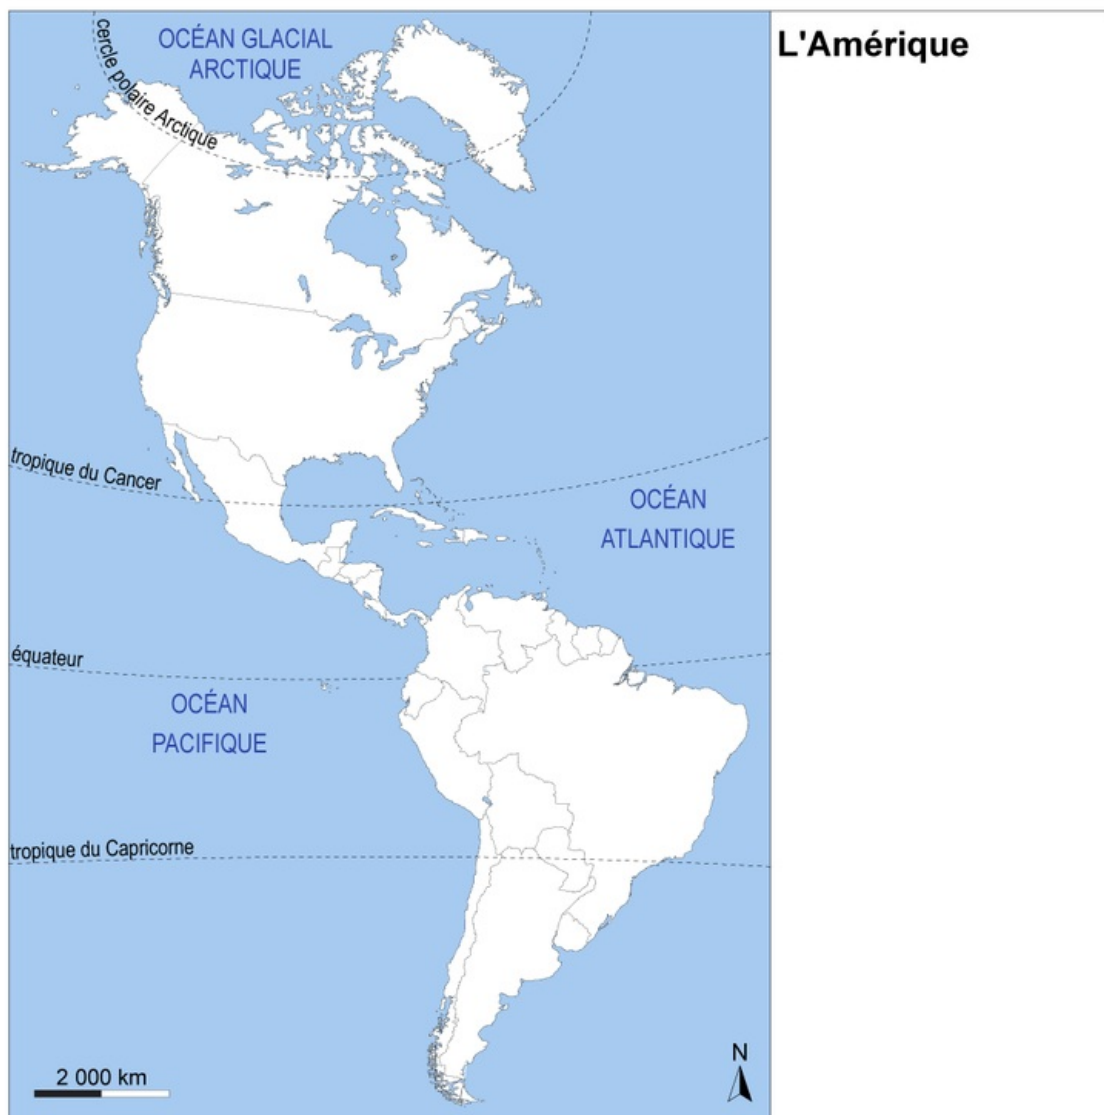 L'Amérique
OCÉAN GLACIAL
ARCTIQUE
cercle polaire Arctique
tropique du Cancer
OCÉAN
ATLANTIQUE
équateur
OCÉAN
PACIFIQUE
tropique du Capricorne
2 000 km
N